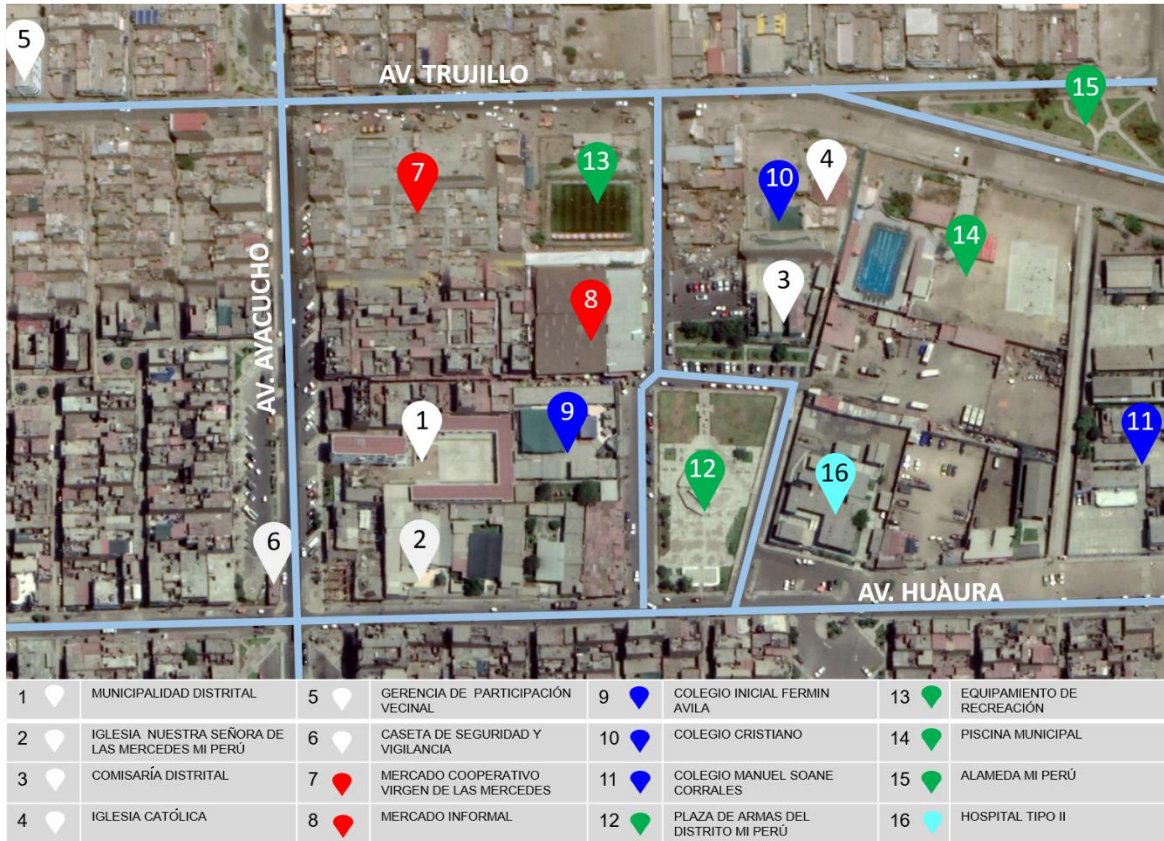 5
AV. TRUJILLO
15
7
13
10
4
AV. AYACUCHO
14
8
3
1
9
11
12
16
6
2
AV. HUAURA
1 MUNICIPALIDAD DISTRITAL
2 IGLESIA NUESTRA SEÑORA DE
LAS MERCEDES MI PERÚ
3 COMISARÍA DISTRITAL
4 IGLESIA CATÓLICA
5 GERENCIA DE PARTICIPACIÓN
VECINAL
6 CASETA DE SEGURIDAD Y
VIGILANCIA
7 MERCADO COOPERATIVO
VIRGEN DE LAS MERCEDES
8 MERCADO INFORMAL
9 COLEGIO INICIAL FERMIN
AVILA
10 COLEGIO CRISTIANO
11 COLEGIO MANUEL SOANE
CORRALES
12 PLAZA DE ARMAS DEL
DISTRITO MI PERÚ
13 EQUIPAMIENTO DE
RECREACIÓN
14 PISCINA MUNICIPAL
15 ALAMEDA MI PERÚ
16 HOSPITAL TIPO II